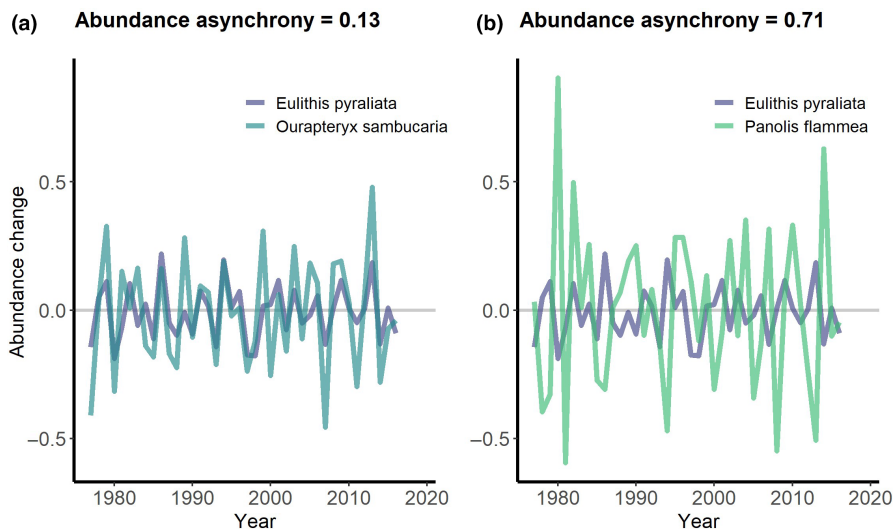 (a) Abundance asynchrony = 0.13
Eulithis pyraliata
Ourapteryx sambucaria
Abundance change
0.5
0.0
−0.5
1980 1990 2000 2010 2020
Year
(b) Abundance asynchrony = 0.71
Eulithis pyraliata
Panolis flammea
0.5
0.0
−0.5
1980 1990 2000 2010 2020
Year